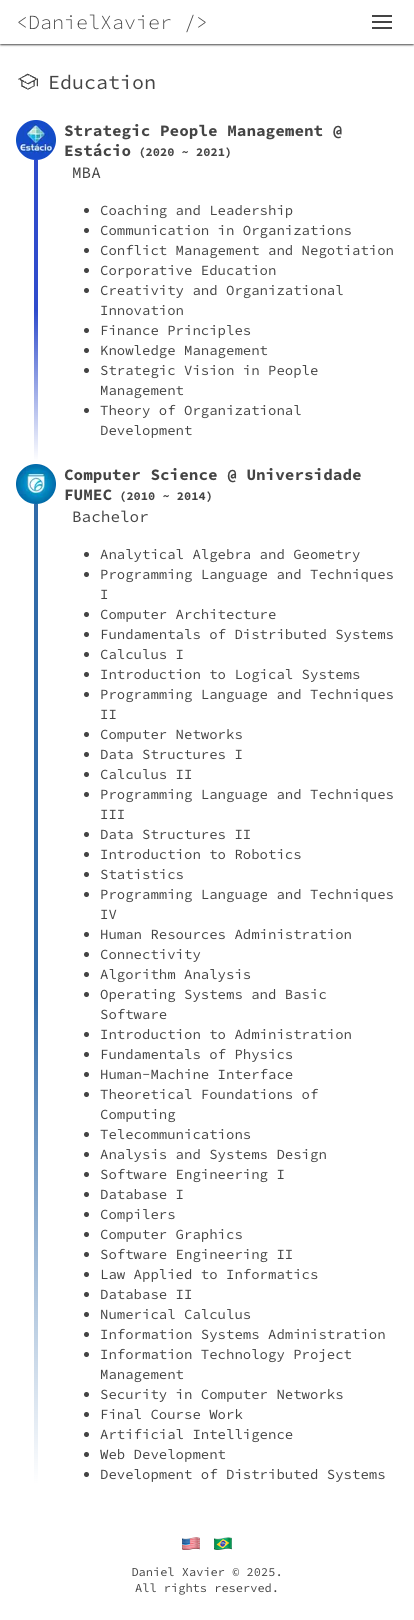 <DanielXavier />
Education
Estácio
Strategic People Management @
Estácio (2020 ~ 2021)
MBA
Coaching and Leadership
Communication in Organizations
Conflict Management and Negotiation
Corporative Education
Creativity and Organizational
Innovation
Finance Principles
Knowledge Management
Strategic Vision in People
Management
Theory of Organizational
Development
Computer Science @ Universidade
FUMEC (2010 ~ 2014)
Bachelor
Analytical Algebra and Geometry
Programming Language and Techniques
I
Computer Architecture
Fundamentals of Distributed Systems
Calculus I
Introduction to Logical Systems
Programming Language and Techniques
II
Computer Networks
Data Structures I
Calculus II
Programming Language and Techniques
III
Data Structures II
Introduction to Robotics
Statistics
Programming Language and Techniques
IV
Human Resources Administration
Connectivity
Algorithm Analysis
Operating Systems and Basic
Software
Introduction to Administration
Fundamentals of Physics
Human-Machine Interface
Theoretical Foundations of
Computing
Telecommunications
Analysis and Systems Design
Software Engineering I
Database I
Compilers
Computer Graphics
Software Engineering II
Law Applied to Informatics
Database II
Numerical Calculus
Information Systems Administration
Information Technology Project
Management
Security in Computer Networks
Final Course Work
Artificial Intelligence
Web Development
Development of Distributed Systems
Daniel Xavier © 2025.
All rights reserved.